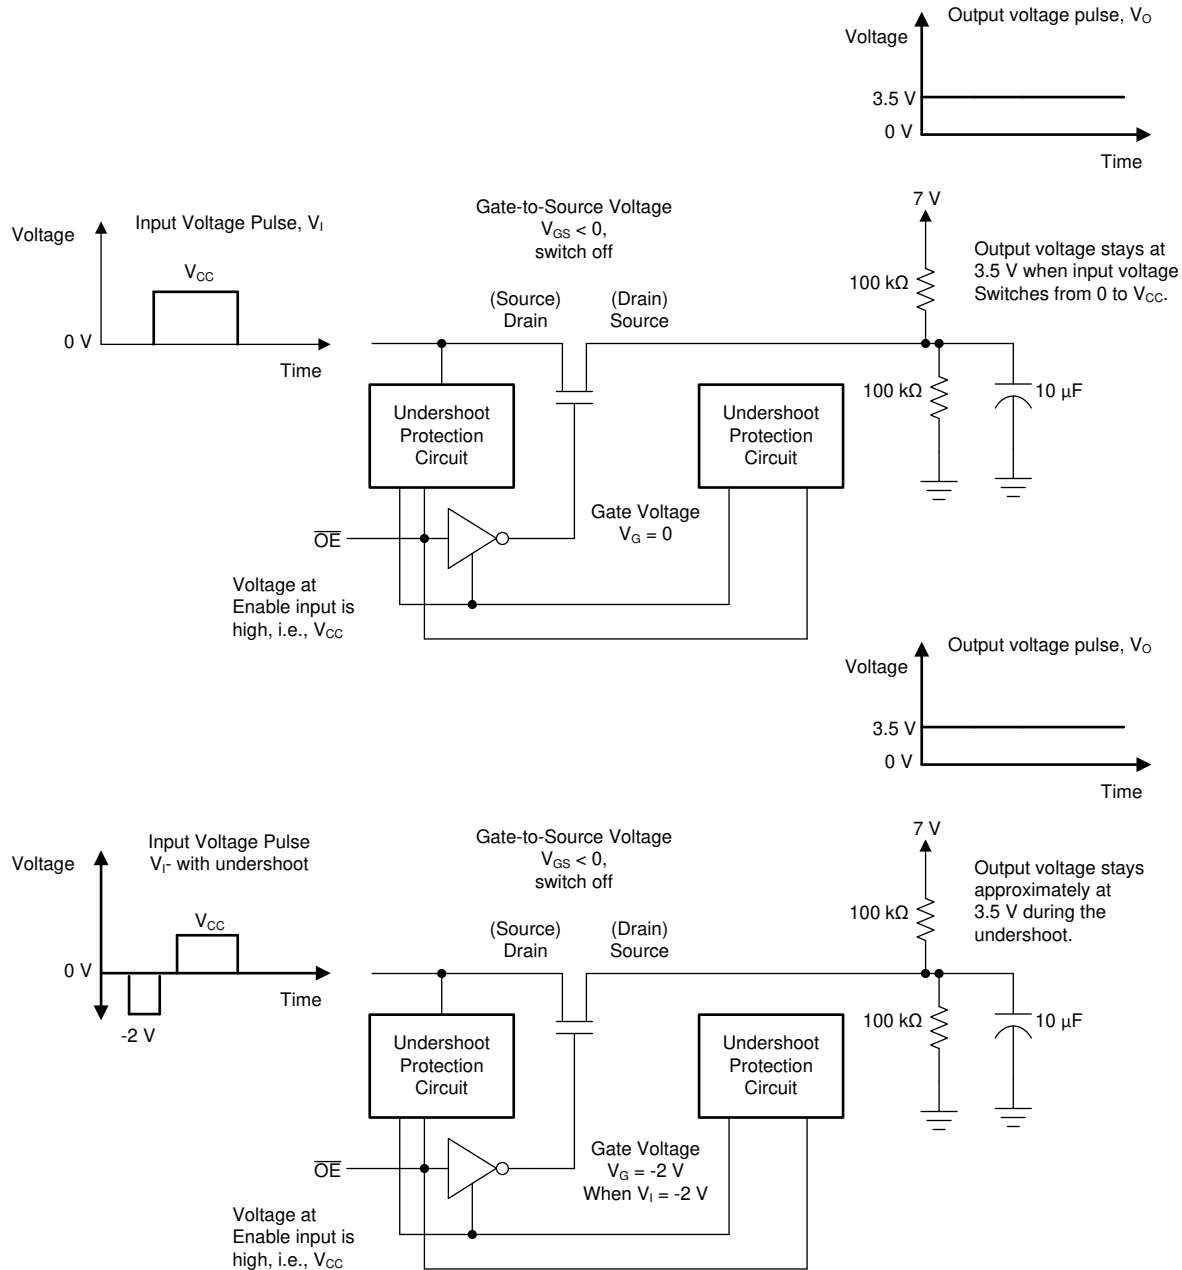 Output voltage pulse, VO
Voltage
3.5 V
0 V
Time
Input Voltage Pulse, VI
Voltage
VCC
0 V
Time
Gate-to-Source Voltage
VGS < 0,
switch off
(Source)
Drain
(Drain)
Source
7 V
100 kΩ
Output voltage stays at
3.5 V when input voltage
Switches from 0 to VCC.
100 kΩ
10 µF
Undershoot
Protection
Circuit
Undershoot
Protection
Circuit
Gate Voltage
VG = 0
OE
Voltage at
Enable input is
high, i.e., VCC
Output voltage pulse, VO
Voltage
3.5 V
0 V
Time
Input Voltage Pulse
VI- with undershoot
Voltage
VCC
0 V
Time
-2 V
Gate-to-Source Voltage
VGS < 0,
switch off
(Source)
Drain
(Drain)
Source
7 V
100 kΩ
Output voltage stays
approximately at
3.5 V during the
undershoot.
100 kΩ
10 µF
Undershoot
Protection
Circuit
Undershoot
Protection
Circuit
Gate Voltage
VG = -2 V
When VI = -2 V
OE
Voltage at
Enable input is
high, i.e., VCC